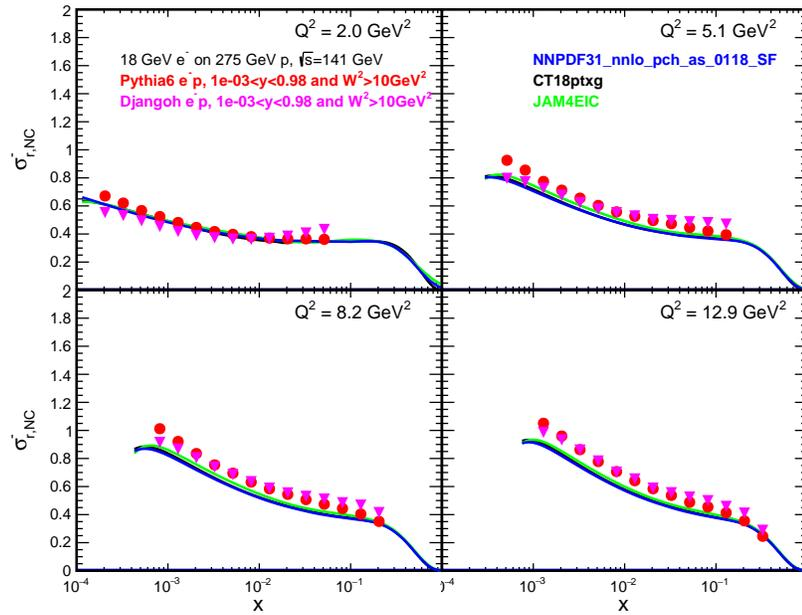 Q² = 2.0 GeV²
18 GeV e⁻ on 275 GeV p, √s=141 GeV
Pythia6 e⁻p, 1e-03<y<0.98 and W²>10GeV²
Djangoh e⁻p, 1e-03<y<0.98 and W²>10GeV²
σ⁻r,NC
2
1.8
1.6
1.4
1.2
1
0.8
0.6
0.4
0.2
Q² = 5.1 GeV²
NNPDF31_nnlo_pch_as_0118_SF
CT18ptxg
JAM4EIC
Q² = 8.2 GeV²
σ⁻r,NC
2
1.8
1.6
1.4
1.2
1
0.8
0.6
0.4
0.2
0
10⁻⁴ 10⁻³ 10⁻² 10⁻¹
x
Q² = 12.9 GeV²
10⁻³ 10⁻² 10⁻¹
x